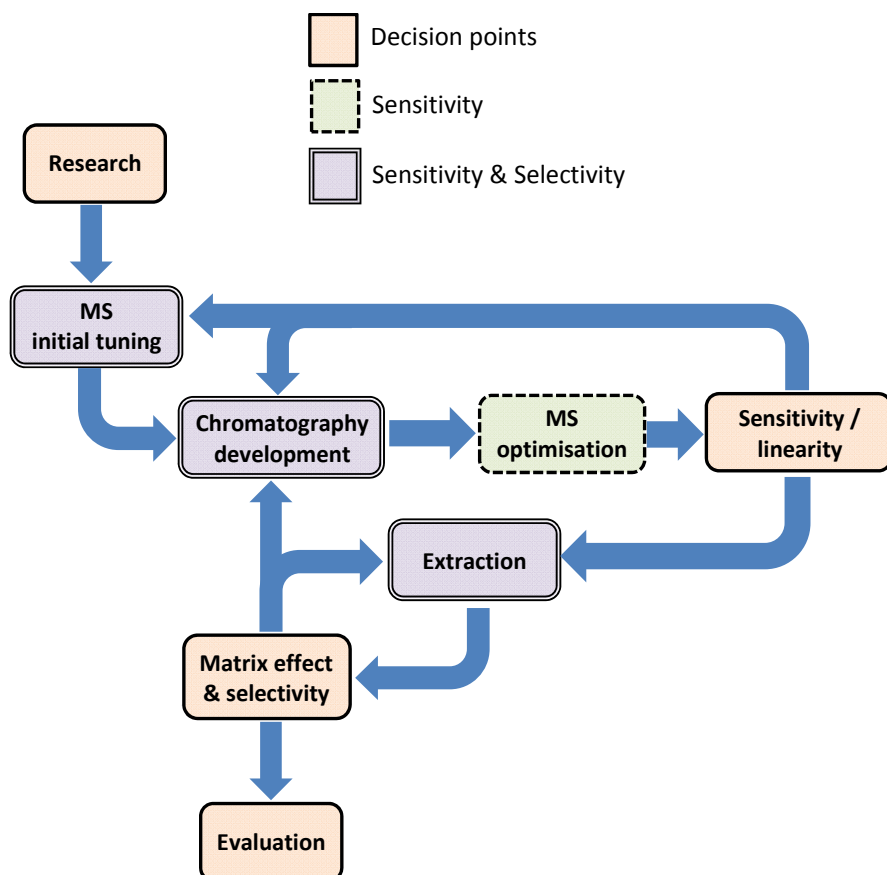 Decision points
Sensitivity
Sensitivity & Selectivity
Research
MS
initial tuning
Chromatography
development
MS
optimisation
Sensitivity /
linearity
Extraction
Matrix effect
& selectivity
Evaluation